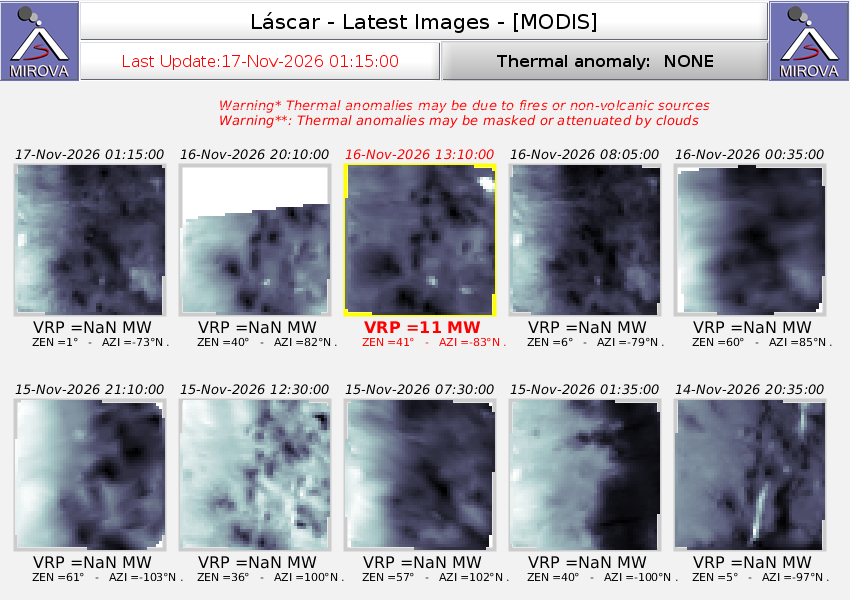 MIROVA
Láscar - Latest Images - [MODIS]
MIROVA
Last Update:17-Nov-2026 01:15:00
Thermal anomaly: NONE
Warning* Thermal anomalies may be due to fires or non-volcanic sources
Warning**: Thermal anomalies may be masked or attenuated by clouds
17-Nov-2026 01:15:00 16-Nov-2026 20:10:00 16-Nov-2026 13:10:00 16-Nov-2026 08:05:00 16-Nov-2026 00:35:00
VRP =NaN MW VRP =NaN MW VRP =11 MW VRP =NaN MW VRP =NaN MW
ZEN =1° - AZI =-73°N . ZEN =40° - AZI =82°N . ZEN =41° - AZI =-83°N . ZEN =6° - AZI =-79°N . ZEN =60° - AZI =85°N .
15-Nov-2026 21:10:00 15-Nov-2026 12:30:00 15-Nov-2026 07:30:00 15-Nov-2026 01:35:00 14-Nov-2026 20:35:00
VRP =NaN MW VRP =NaN MW VRP =NaN MW VRP =NaN MW VRP =NaN MW
ZEN =61° - AZI =-103°N . ZEN =36° - AZI =100°N . ZEN =57° - AZI =102°N . ZEN =40° - AZI =-100°N . ZEN =5° - AZI =-97°N .